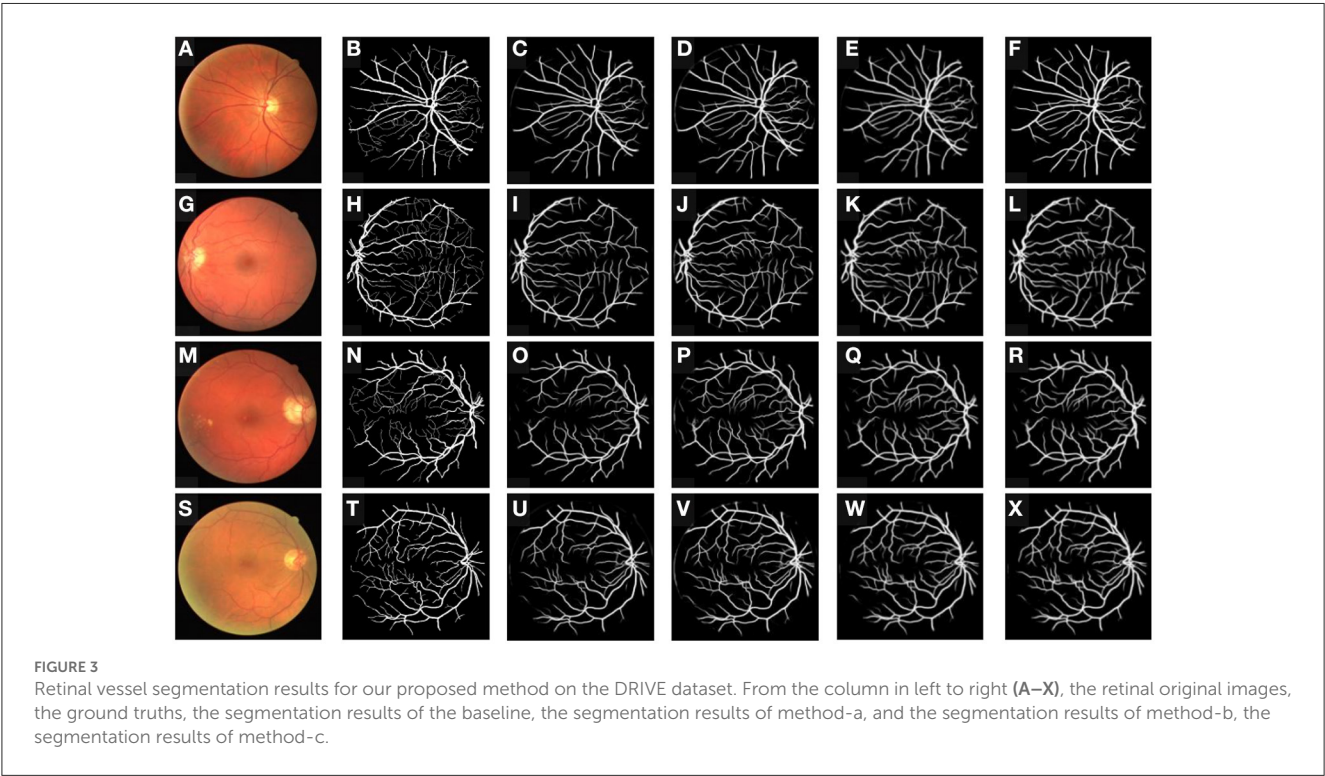 A B C D E F
G H I J K L
M N O P Q R
S T U V W X
FIGURE 3
Retinal vessel segmentation results for our proposed method on the DRIVE dataset. From the column in left to right (A–X), the retinal original images,
the ground truths, the segmentation results of the baseline, the segmentation results of method-a, and the segmentation results of method-b, the
segmentation results of method-c.